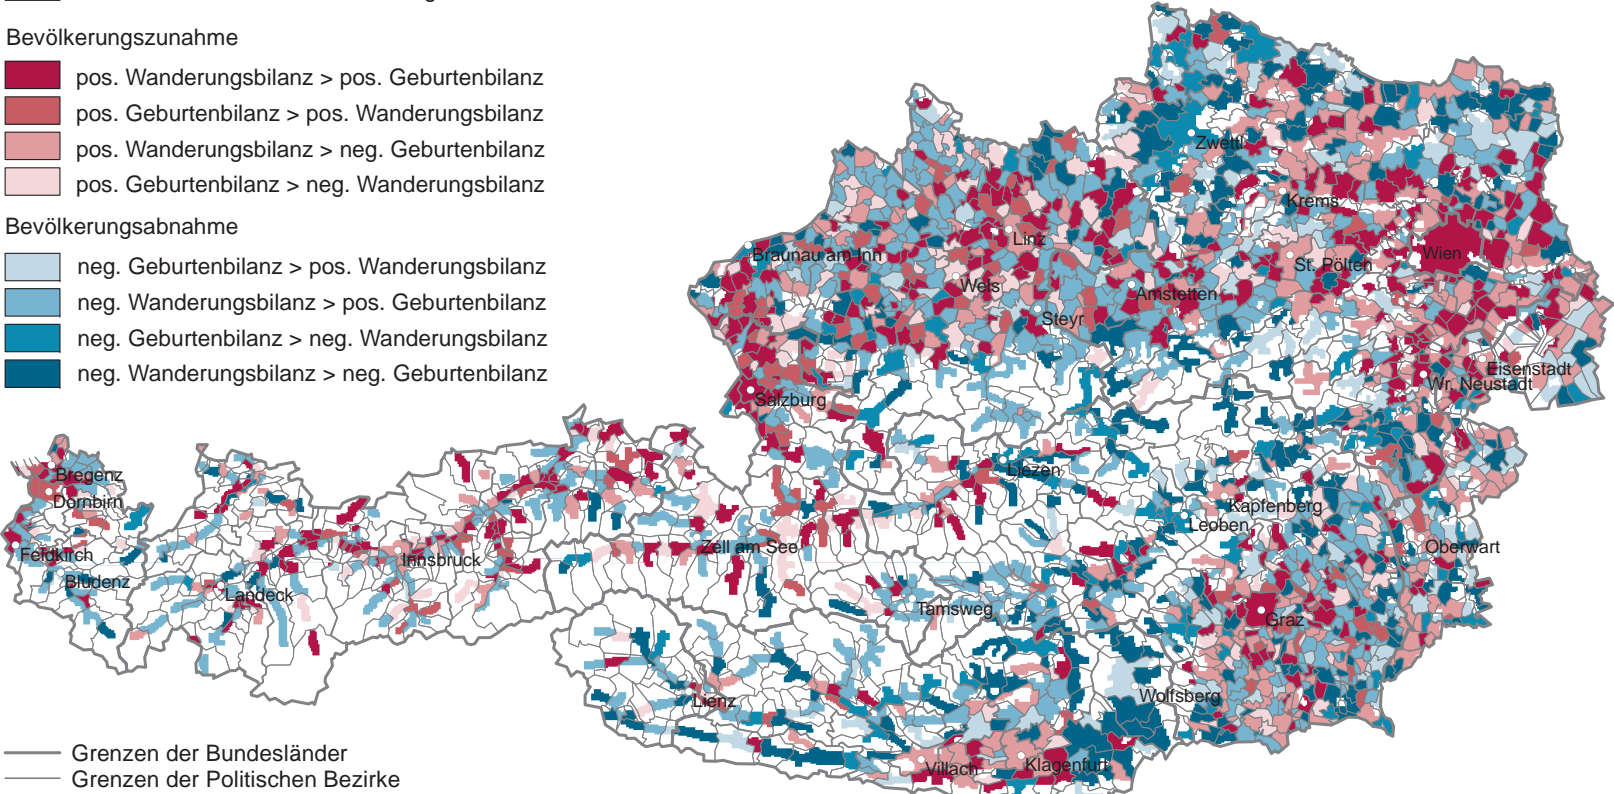 Bevölkerungszunahme
pos. Wanderungsbilanz > pos. Geburtenbilanz
pos. Geburtenbilanz > pos. Wanderungsbilanz
pos. Wanderungsbilanz > neg. Geburtenbilanz
pos. Geburtenbilanz > neg. Wanderungsbilanz
Bevölkerungsabnahme
neg. Geburtenbilanz > pos. Wanderungsbilanz
neg. Wanderungsbilanz > pos. Geburtenbilanz
neg. Geburtenbilanz > neg. Wanderungsbilanz
neg. Wanderungsbilanz > neg. Geburtenbilanz
Zwettl
Krems
Linz
Braunau am Inn
Wien
St. Pölten
Wels
Amstetten
Steyr
Eisenstadt
Wr. Neustadt
Salzburg
Liezen
Bregenz
Dornbirn
Kapfenberg
Leoben
Zell am See
Oberwart
Feldkirch
Innsbruck
Bludenz
Landeck
Tamsweg
Graz
Wolfsberg
Lienz
Villach
Klagenfurt
Grenzen der Bundesländer
Grenzen der Politischen Bezirke